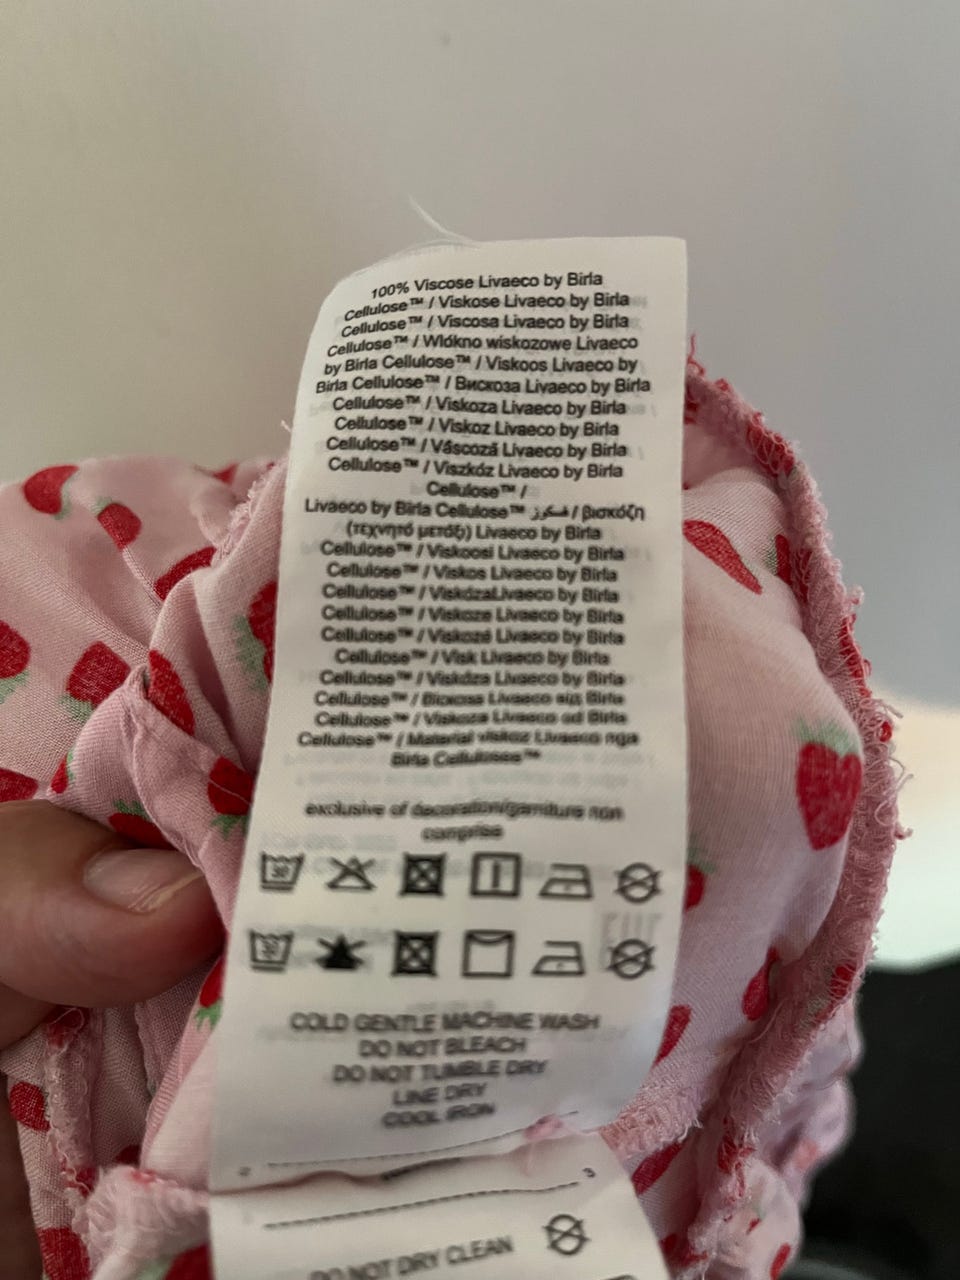 100% Viscose Livaeco by Birla
Cellulose™ / Viskose Livaeco by Birla
Cellulose™ / Viscosa Livaeco by Birla
Cellulose™ / Włókno wiskozowe Livaeco
by Birla Cellulose™ / Viskoos Livaeco by
Birla Cellulose™ / Вискоза Livaeco by Birla
Cellulose™ / Viskoza Livaeco by Birla
Cellulose™ / Viskoz Livaeco by Birla
Cellulose™ / Vâscoză Livaeco by Birla
Cellulose™ / Viszkóz Livaeco by Birla
Cellulose™ /
Livaeco by Birla Cellulose™ فسكوز / βισκόζη
(τεχνητό μετάξι) Livaeco by Birla
Cellulose™ / Viskoosi Livaeco by Birla
Cellulose™ / Viskos Livaeco by Birla
Cellulose™ / ViskózaLivaeco by Birla
Cellulose™ / Viskoze Livaeco by Birla
Cellulose™ / Viskozė Livaeco by Birla
Cellulose™ / Visk Livaeco by Birla
Cellulose™ / Viskóza Livaeco by Birla
Cellulose™ / Віскоза Livaeco від Birla
Cellulose™ / Viskoza Livaeco od Birla
Cellulose™ / Material viskoz Livaeco nga
Birla Cellulose™
exclusive of decoration/garniture non
comprise
30
30
COLD GENTLE MACHINE WASH
DO NOT BLEACH
DO NOT TUMBLE DRY
LINE DRY
COOL IRON
2
3
DO NOT DRY CLEAN